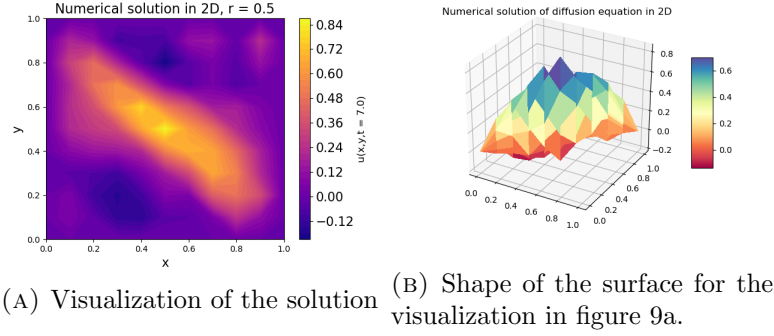 Numerical solution in 2D, r = 0.5
1.0
0.8
0.6
0.4
0.2
0.0
y
0.0 0.2 0.4 0.6 0.8 1.0
x
0.84
0.72
0.60
0.48
0.36
0.24
0.12
0.00
−0.12
u(x,y,t = 7.0)
(A) Visualization of the solution
Numerical solution of diffusion equation in 2D
0.8
0.6
0.4
0.2
0.0
−0.2
0.0 0.2 0.4 0.6 0.8 1.0
0.0 0.2 0.4 0.6 0.8 1.0
0.6
0.4
0.2
0.0
(B) Shape of the surface for the
visualization in figure 9a.